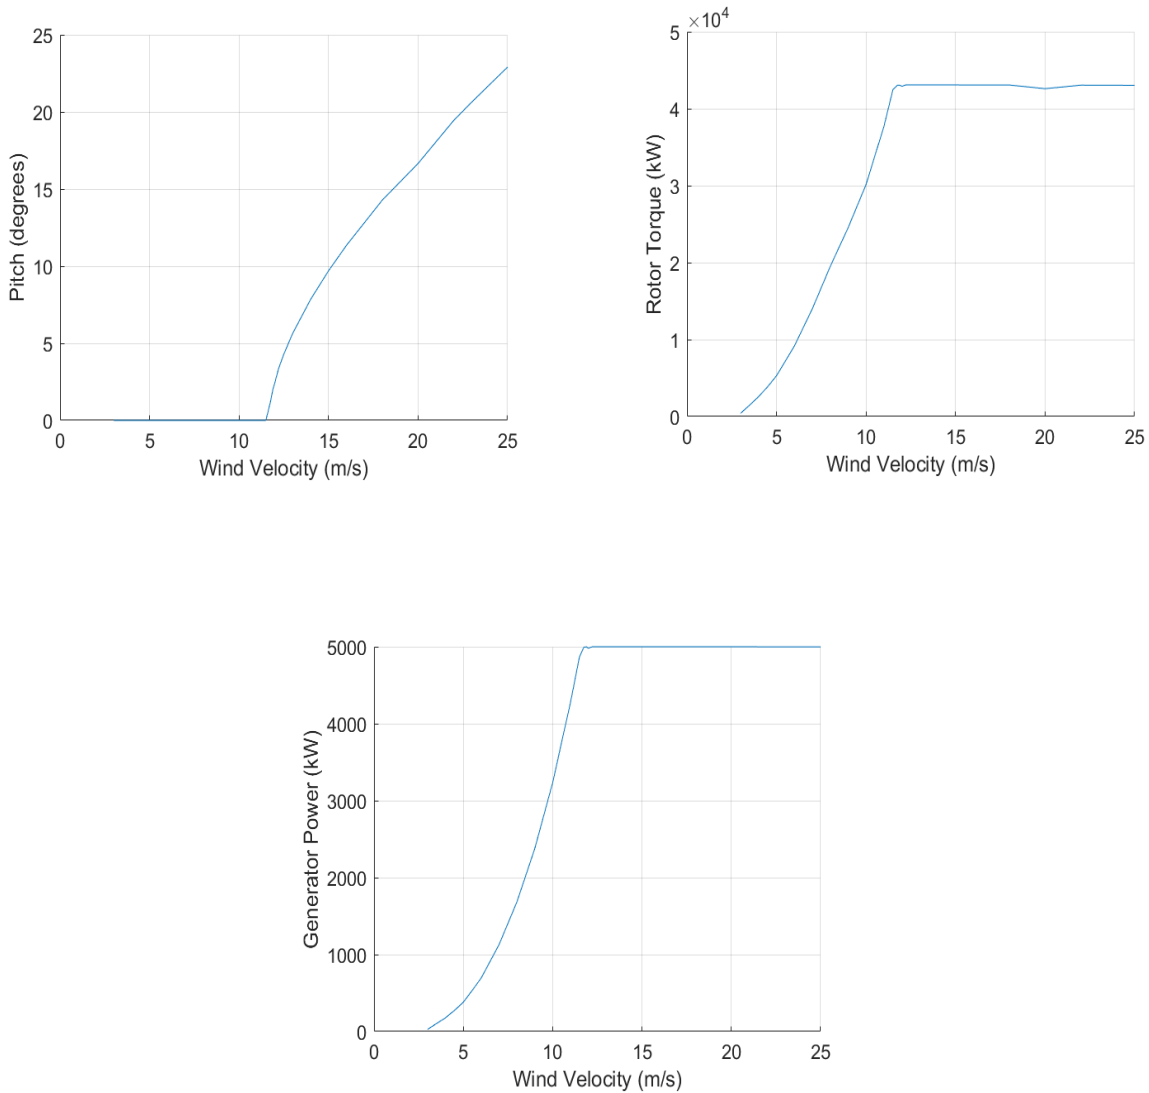 25
20
15
10
5
0
Pitch (degrees)
0 5 10 15 20 25
Wind Velocity (m/s)
×10⁴
5
4
3
2
1
0
Rotor Torque (kW)
0 5 10 15 20 25
Wind Velocity (m/s)
5000
4000
3000
2000
1000
0
Generator Power (kW)
0 5 10 15 20 25
Wind Velocity (m/s)